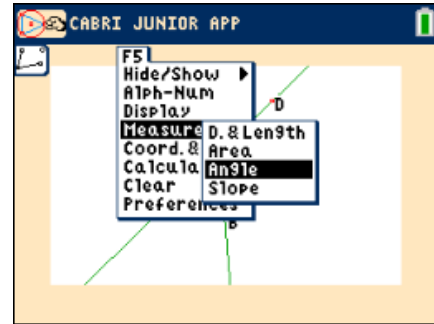 CABRI JUNIOR APP
F5
Hide/Show
Alph-Num
Display
Measure
D. & Length
Coord. &
Area
Calcula
Angle
Clear
Slope
Preferences
D
B